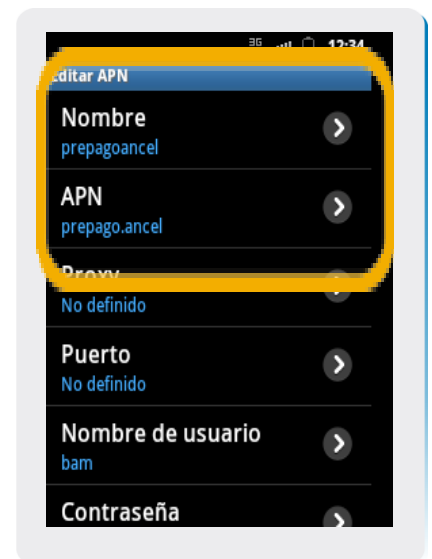 3G 12:34
Editar APN
Nombre
prepagoancel
APN
prepago.ancel
Proxy
No definido
Puerto
No definido
Nombre de usuario
bam
Contraseña